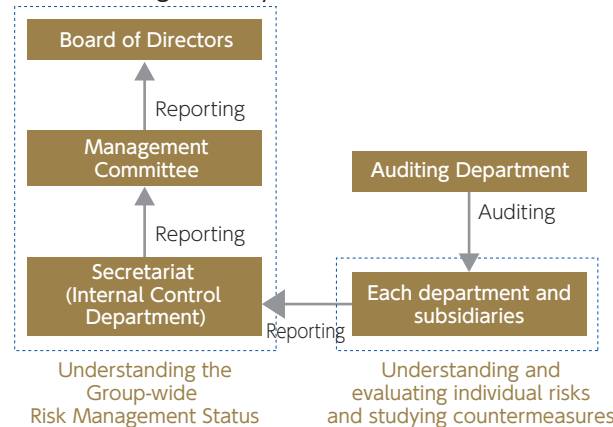 Board of Directors
Reporting
Management
Committee
Reporting
Secretariat
(Internal Control
Department)
Understanding the
Group-wide
Risk Management Status
Auditing Department
Auditing
Each department and
subsidiaries
Reporting
Understanding and
evaluating individual risks
and studying countermeasures